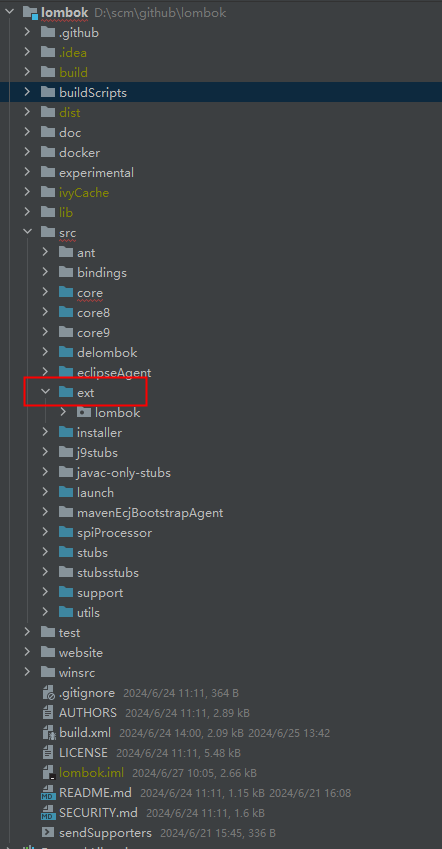 lombok D:\scm\github\lombok
.github
.idea
build
buildScripts
dist
doc
docker
experimental
ivyCache
lib
src
ant
bindings
core
core8
core9
delombok
eclipseAgent
ext
lombok
installer
j9stubs
javac-only-stubs
launch
mavenEcjBootstrapAgent
spiProcessor
stubs
stubsstubs
support
utils
test
website
winsrc
.gitignore 2024/6/24 11:11, 364 B
AUTHORS 2024/6/24 11:11, 2.89 kB
build.xml 2024/6/24 14:00, 2.09 kB 2024/6/25 13:42
LICENSE 2024/6/24 11:11, 5.48 kB
lombok.iml 2024/6/27 10:05, 2.66 kB
README.md 2024/6/24 11:11, 1.15 kB 2024/6/21 16:08
SECURITY.md 2024/6/24 11:11, 1.6 kB
sendSupporters 2024/6/21 15:45, 336 B